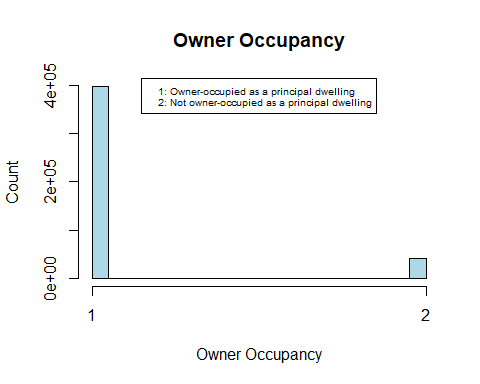 Owner Occupancy
1: Owner-occupied as a principal dwelling
2: Not owner-occupied as a principal dwelling
4e+05
2e+05
0e+00
Count
1 2
Owner Occupancy